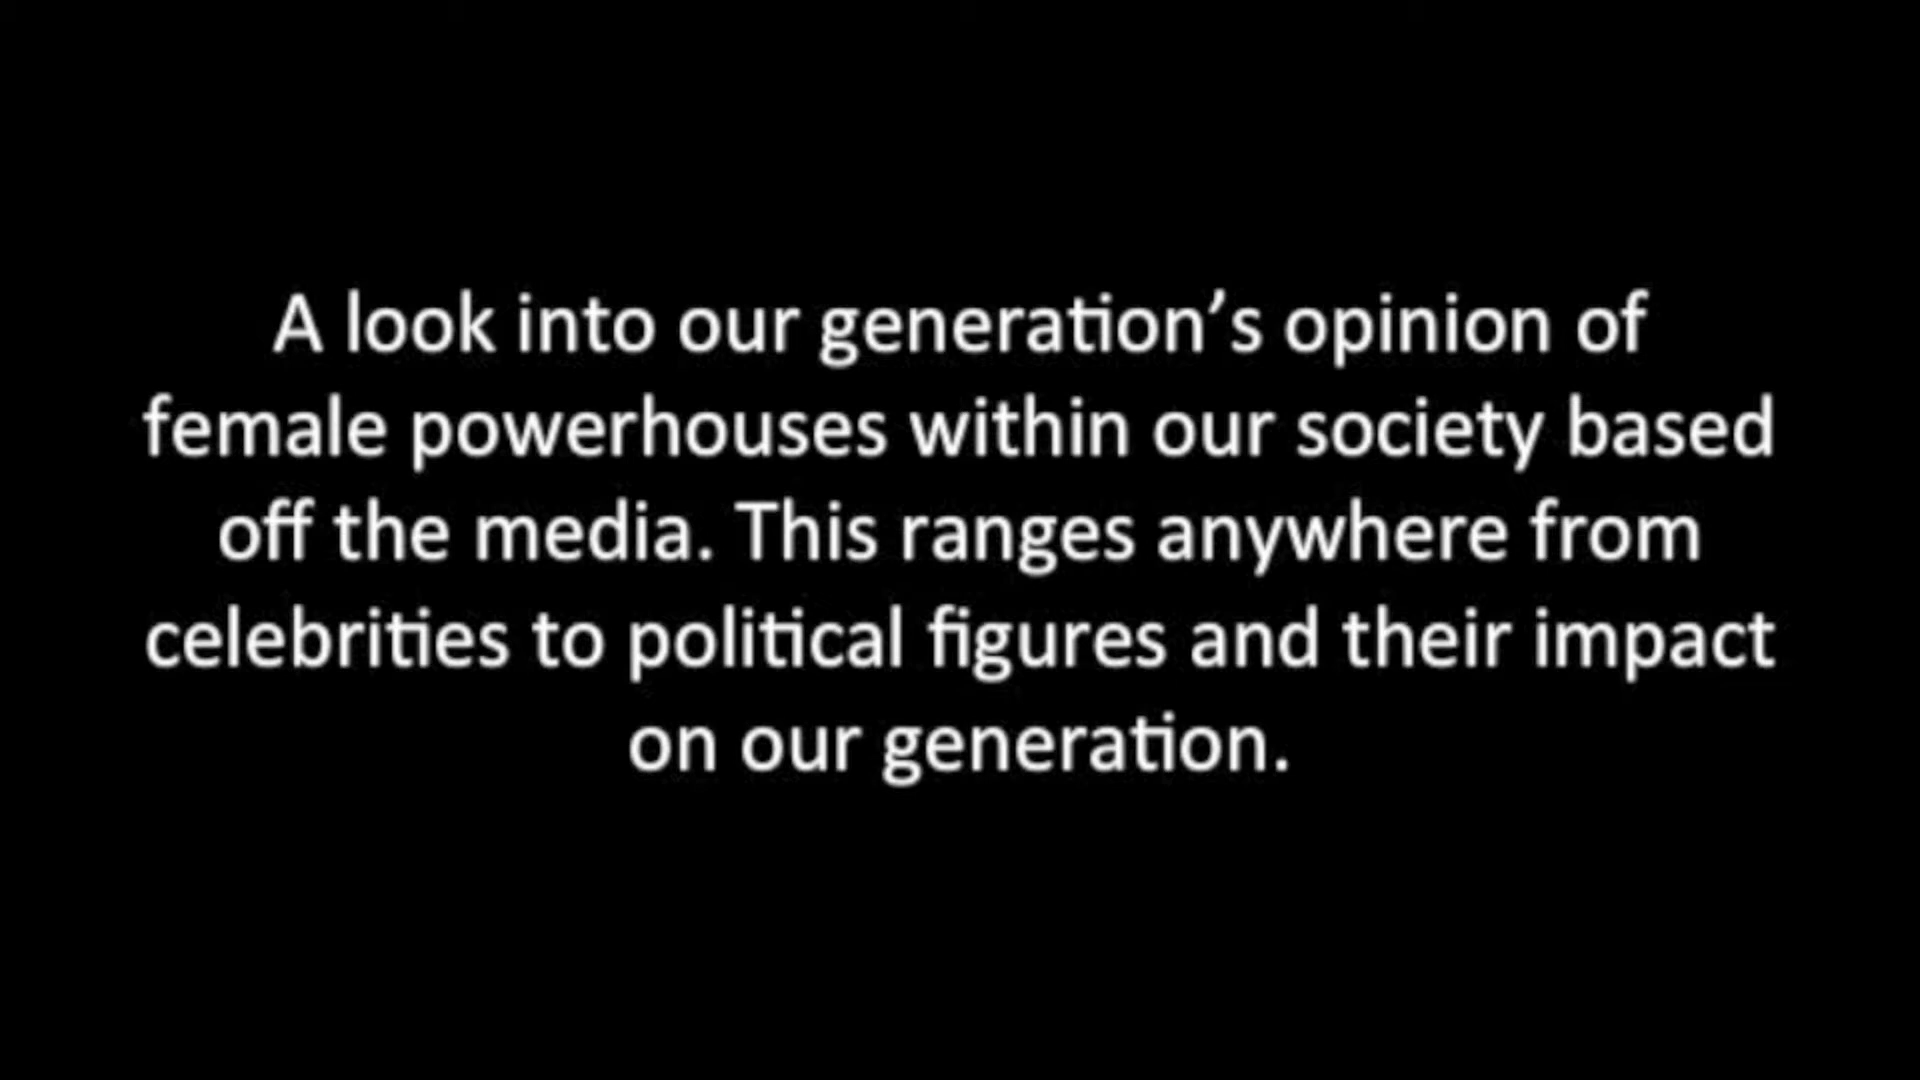 A look into our generation’s opinion of
female powerhouses within our society based
off the media. This ranges anywhere from
celebrities to political figures and their impact
on our generation.